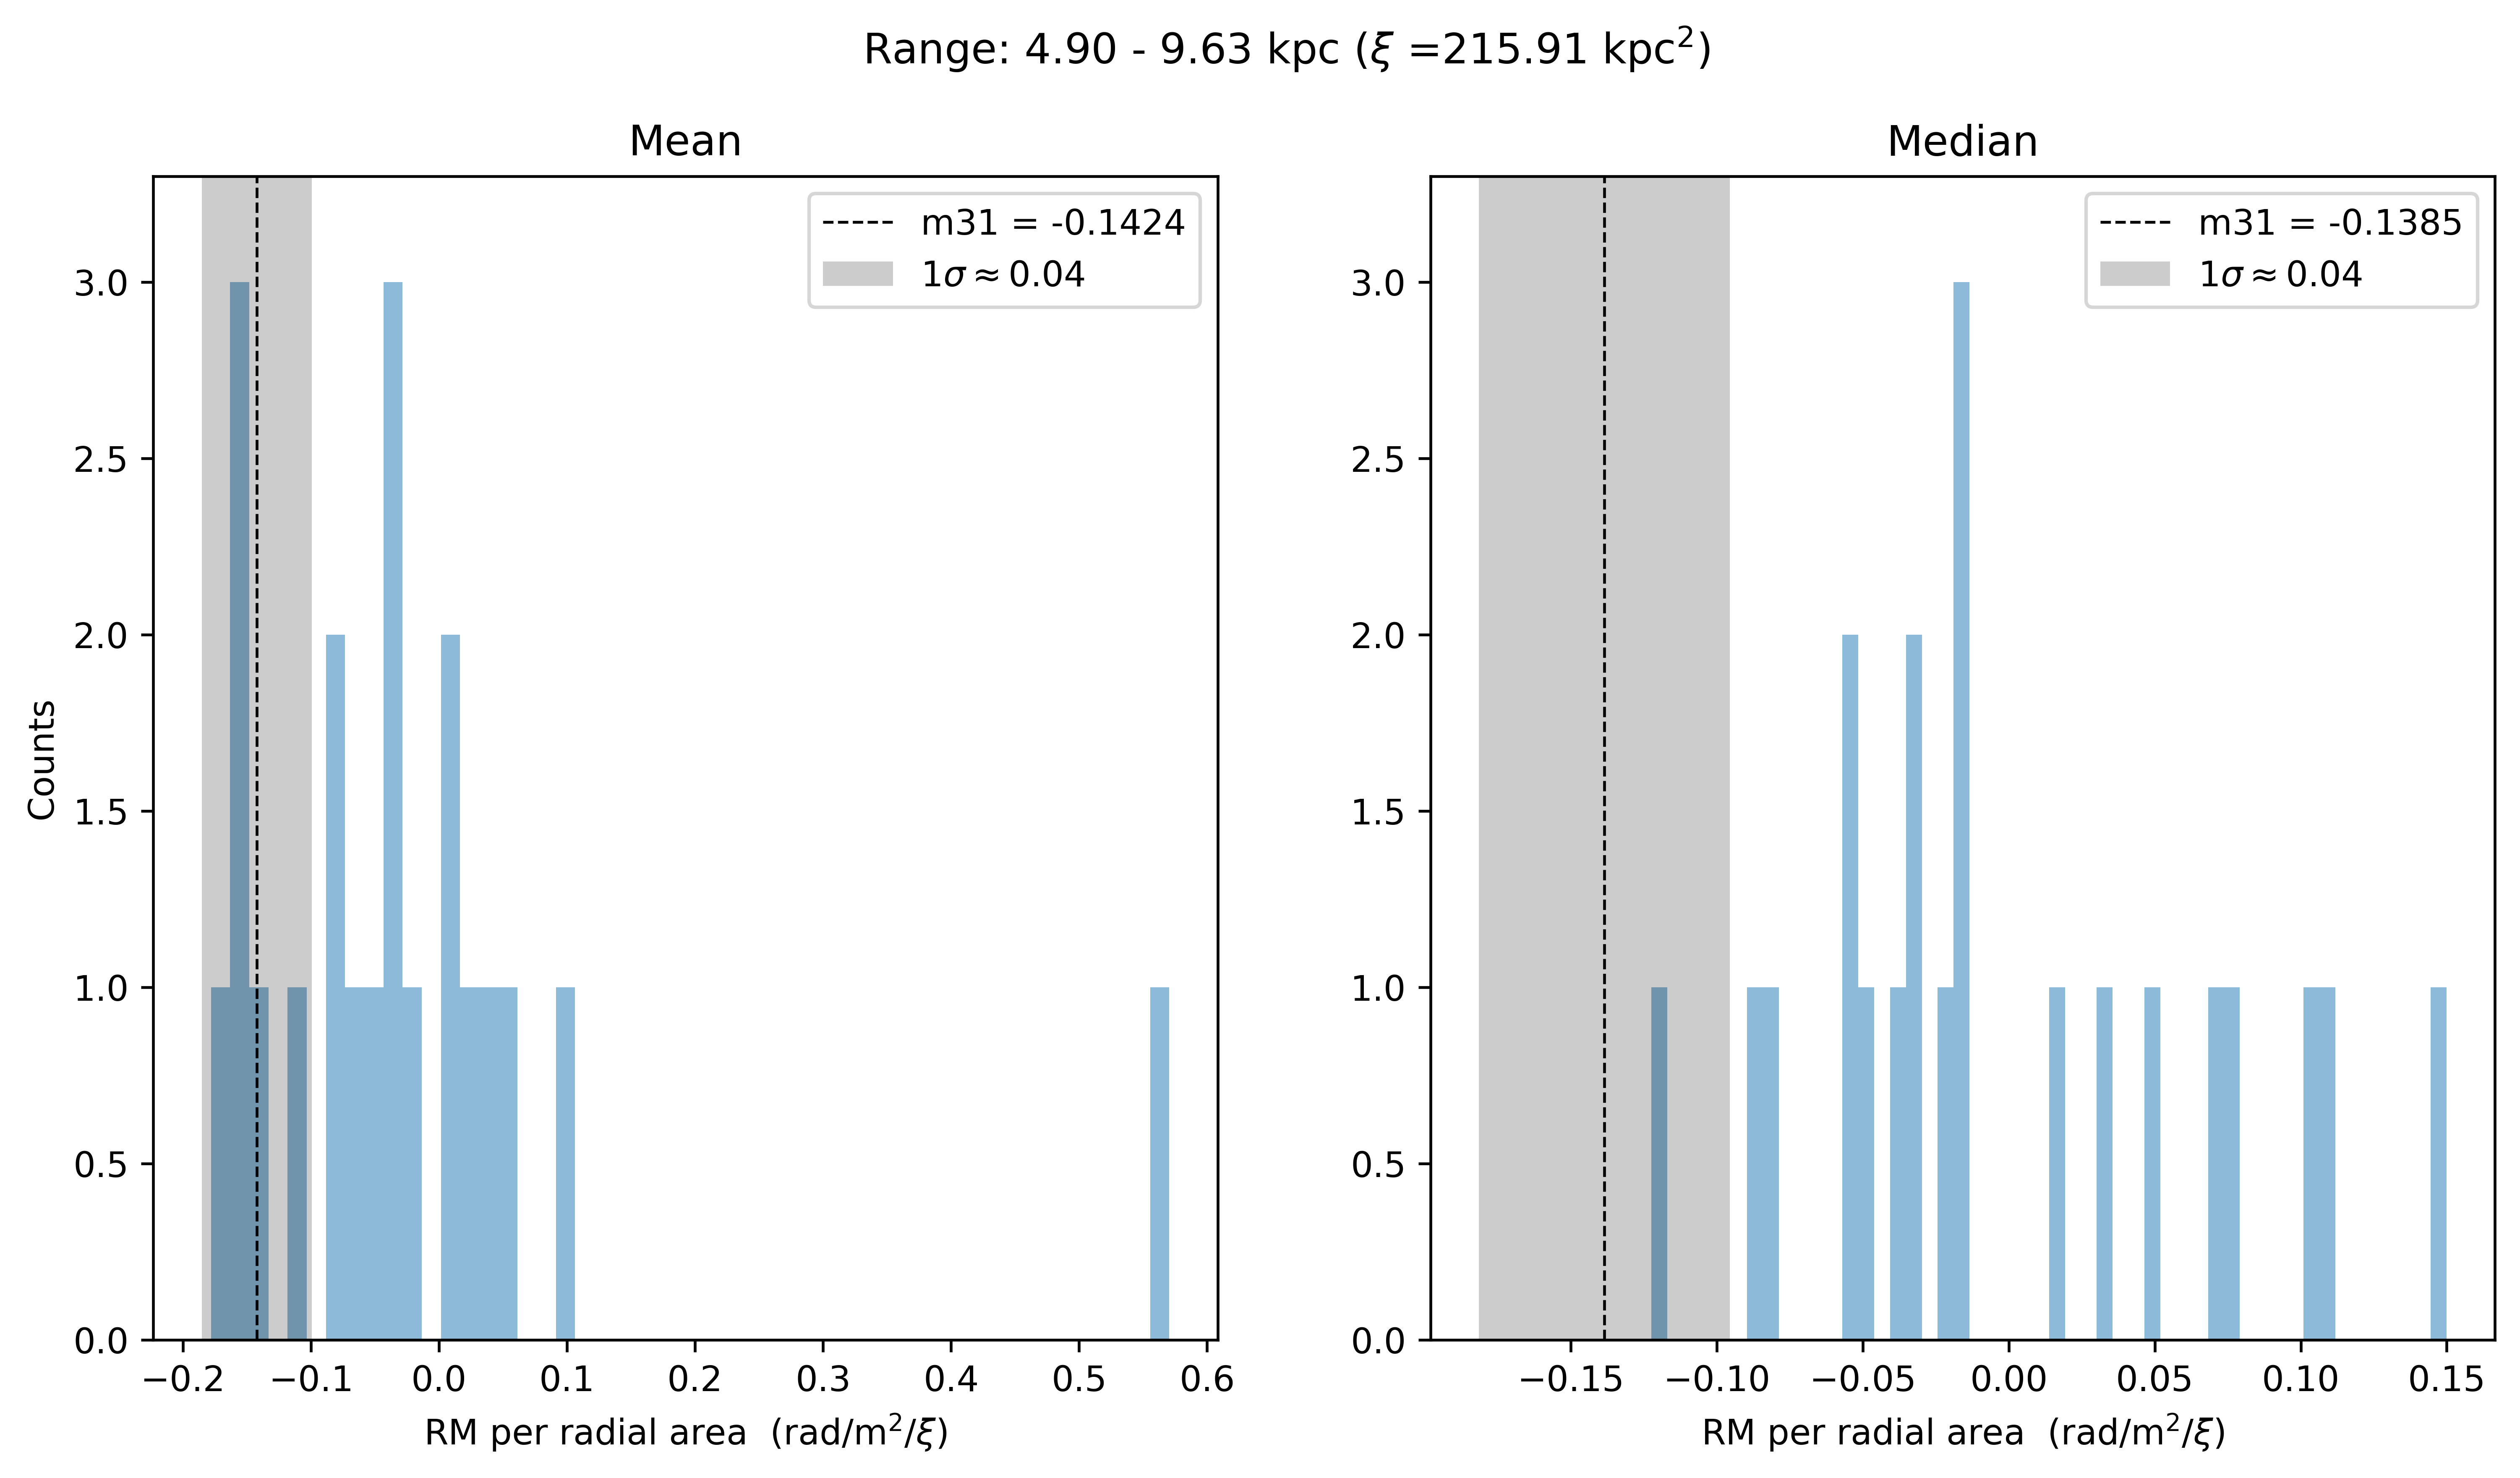 Range: 4.90 - 9.63 kpc (ξ =215.91 kpc²)
Mean
m31 = -0.1424
1σ ≈ 0.04
3.0
2.5
2.0
1.5
1.0
0.5
0.0
Counts
−0.2 −0.1 0.0 0.1 0.2 0.3 0.4 0.5 0.6
RM per radial area (rad/m²/ξ)
Median
m31 = -0.1385
1σ ≈ 0.04
3.0
2.5
2.0
1.5
1.0
0.5
0.0
−0.15 −0.10 −0.05 0.00 0.05 0.10 0.15
RM per radial area (rad/m²/ξ)